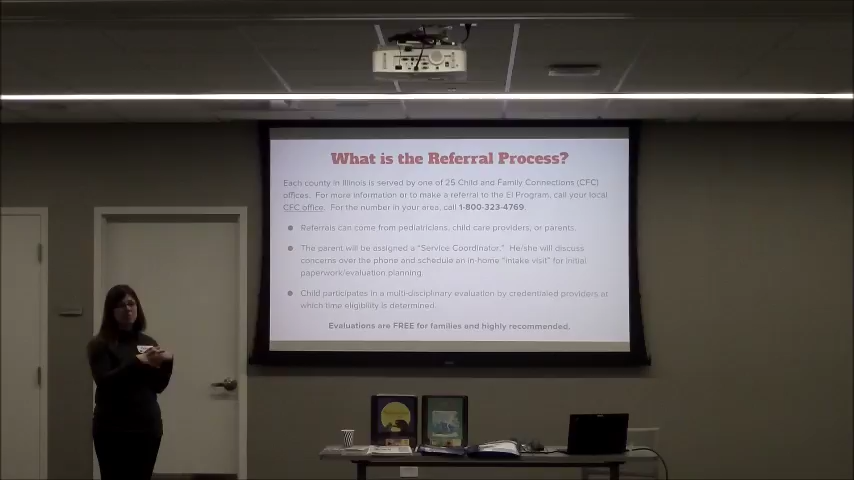 What is the Referral Process?
Each county in Illinois is served by one of 25 Child and Family Connections (CFC)
offices. For more information or to make a referral to the EI Program, call your local
CFC office. For the number in your area, call 1-800-323-4769.
● Referrals can come from pediatricians, child care providers, or parents.
● The parent will be assigned a "Service Coordinator." He/she will discuss
concerns over the phone and schedule an in-home "intake visit" for initial
paperwork/evaluation planning.
● Child participates in a multi-disciplinary evaluation by credentialed providers at
which time eligibility is determined.
Evaluations are FREE for families and highly recommended.